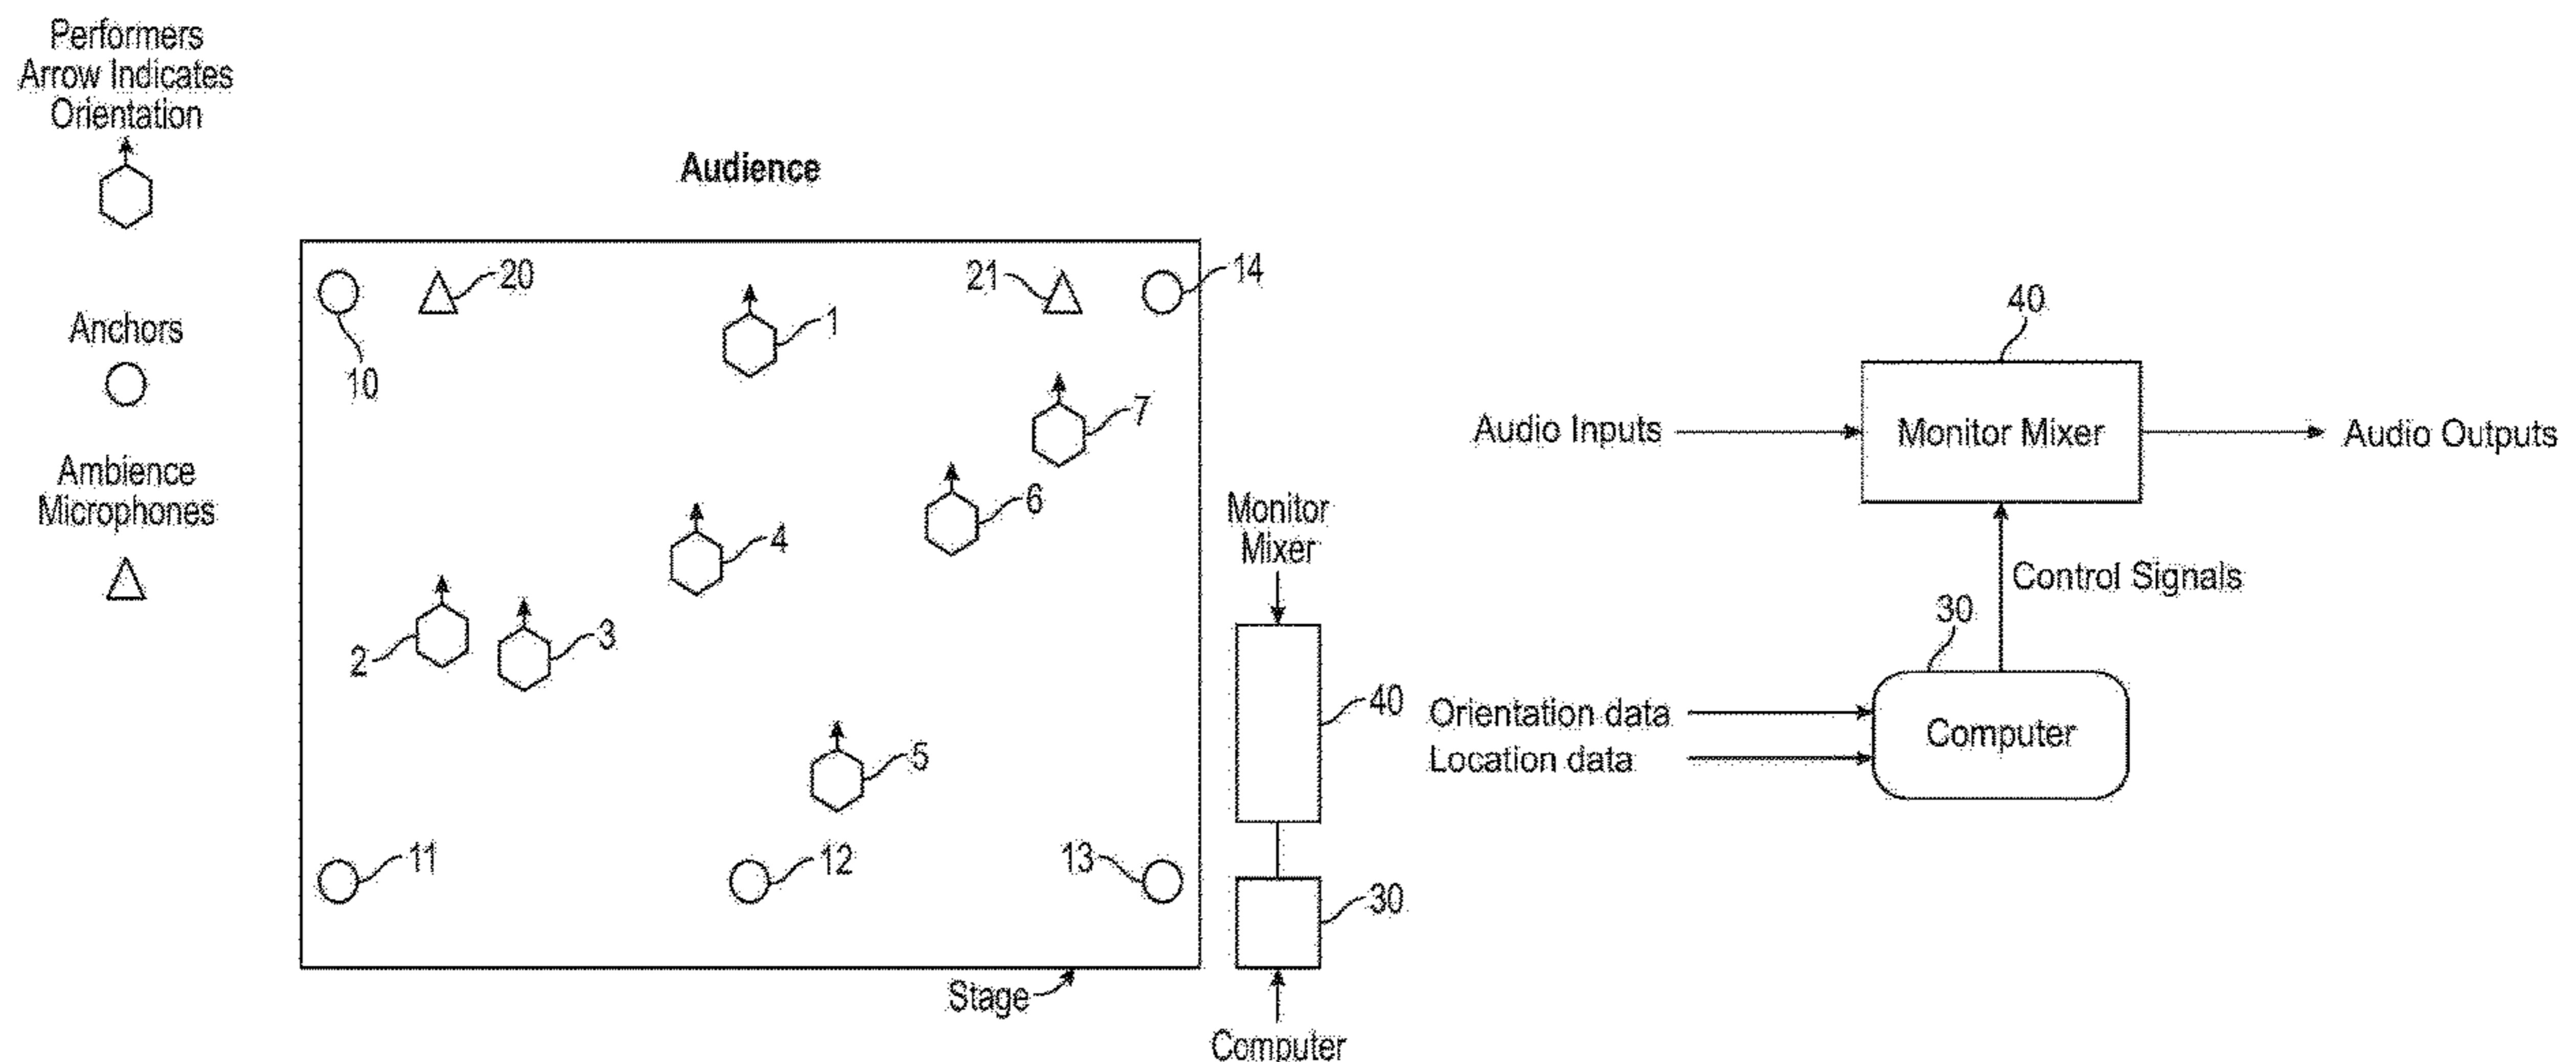 Performers
Arrow Indicates
Orientation
Anchors
Ambience
Microphones
Audience
20
21
14
10
1
7
6
4
2
3
5
11
12
13
Stage
Monitor
Mixer
40
30
Computer
40
Audio Inputs
Monitor Mixer
Audio Outputs
Control Signals
30
Orientation data
Location data
Computer